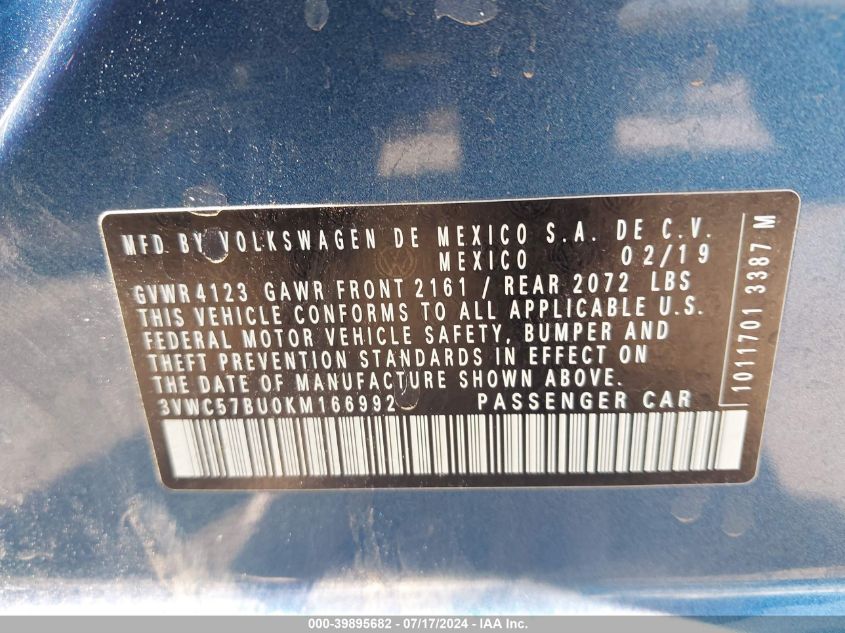 MFD BY VOLKSWAGEN DE MEXICO S.A. DE C.V.
MEXICO 02/19
GVWR 4123 GAWR FRONT 2161 / REAR 2072 LBS
THIS VEHICLE CONFORMS TO ALL APPLICABLE U.S.
FEDERAL MOTOR VEHICLE SAFETY, BUMPER AND
THEFT PREVENTION STANDARDS IN EFFECT ON
THE DATE OF MANUFACTURE SHOWN ABOVE.
3VWC57BU0KM166992 PASSENGER CAR
1011701 3387 M
000-39895682 - 07/17/2024 - IAA, Inc.